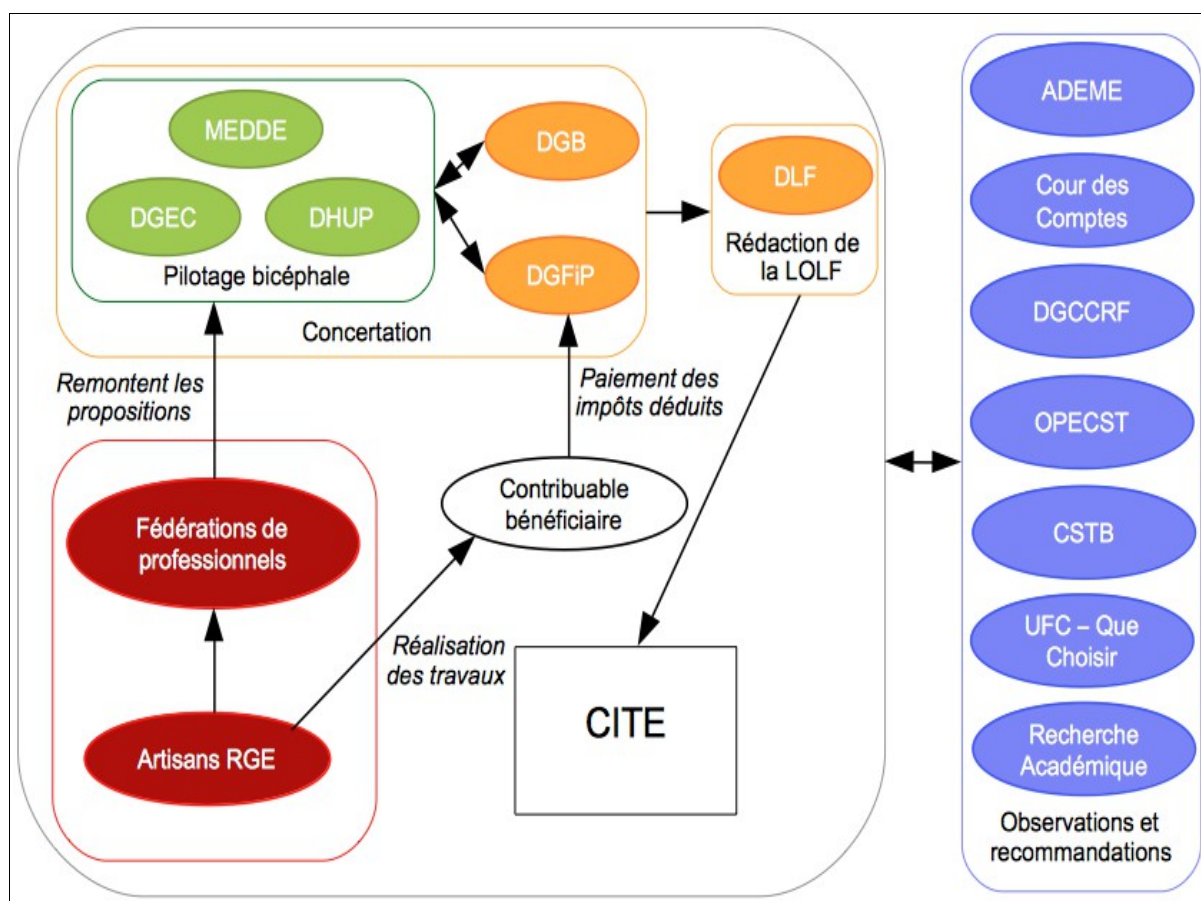 MEDDE
DGEC
DHUP
Pilotage bicéphale
DGB
DGFiP
Concertation
DLF
Rédaction de
la LOLF
Remontent les
propositions
Paiement des
impôts déduits
Fédérations de
professionnels
Contribuable
bénéficiaire
Réalisation
des travaux
Artisans RGE
CITE
ADEME
Cour des
Comptes
DGCCRF
OPECST
CSTB
UFC – Que
Choisir
Recherche
Académique
Observations et
recommandations